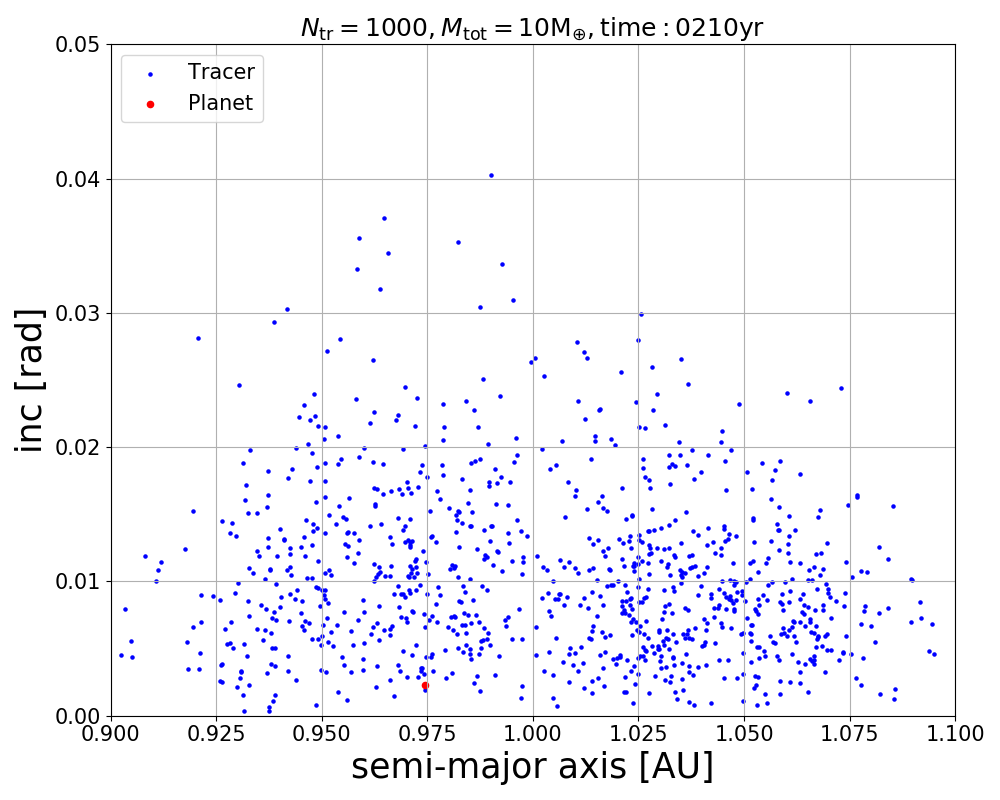 N_tr = 1000, M_tot = 10M_⊕, time : 0210yr
Tracer
Planet
inc [rad]
0.05
0.04
0.03
0.02
0.01
0.00
0.900 0.925 0.950 0.975 1.000 1.025 1.050 1.075 1.100
semi-major axis [AU]